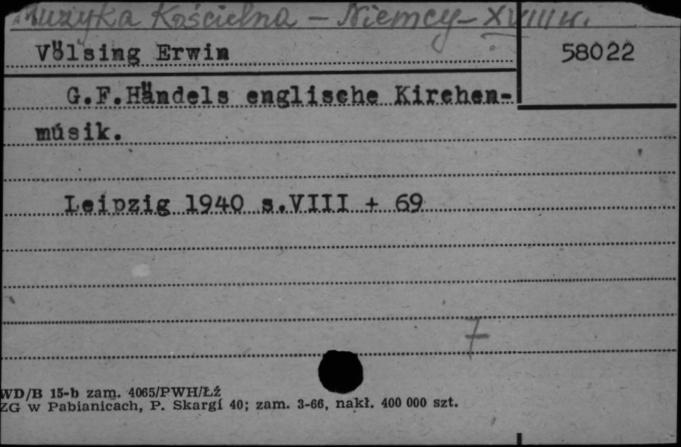 Muzyka Kościelna – Niemcy – XVIII w.
Völsing Erwin
58022
G.F.Händels englische Kirchen-
músik.
Leipzig 1940 s.VIII + 69
7
WD/B 15-b zam. 4065/PWH/Łź
ZG w Pabianicach, P. Skargi 40; zam. 3-66, nakł. 400 000 szt.